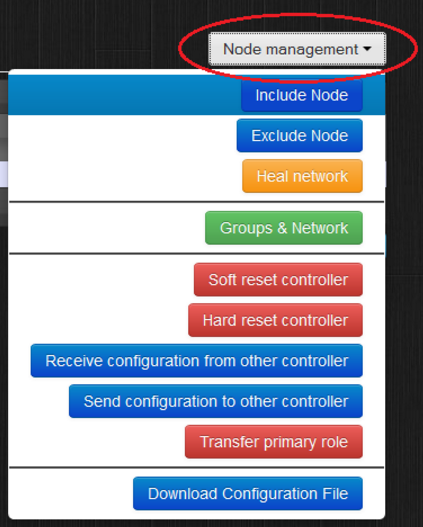 Node management
Include Node
Exclude Node
Heal network
Groups & Network
Soft reset controller
Hard reset controller
Receive configuration from other controller
Send configuration to other controller
Transfer primary role
Download Configuration File